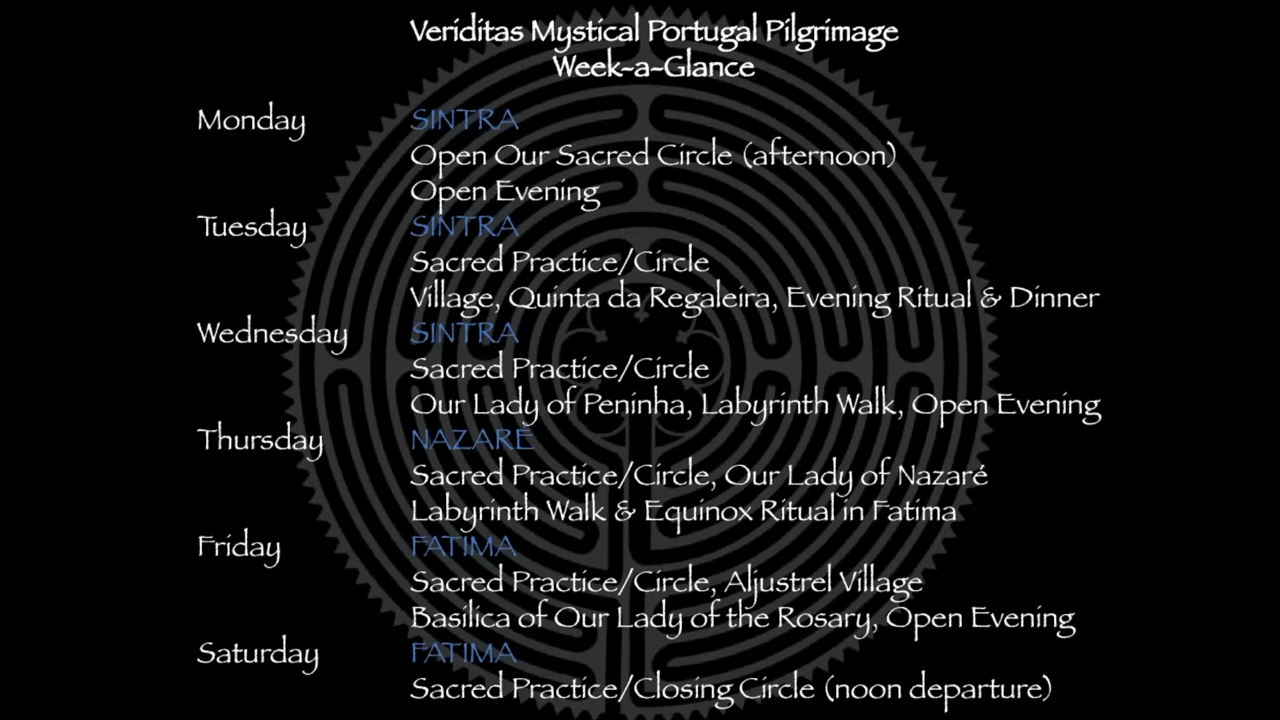 Veriditas Mystical Portugal Pilgrimage
Week-a-Glance
Monday SINTRA
Open Our Sacred Circle (afternoon)
Open Evening
Tuesday SINTRA
Sacred Practice/Circle
Village, Quinta da Regaleira, Evening Ritual & Dinner
Wednesday SINTRA
Sacred Practice/Circle
Our Lady of Peninha, Labyrinth Walk, Open Evening
Thursday NAZARÉ
Sacred Practice/Circle, Our Lady of Nazaré
Labyrinth Walk & Equinox Ritual in Fatima
Friday FATIMA
Sacred Practice/Circle, Aljustrel Village
Basilica of Our Lady of the Rosary, Open Evening
Saturday FATIMA
Sacred Practice/Closing Circle (noon departure)